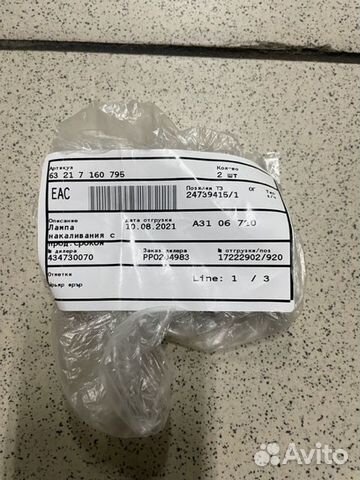 Артикул Кол-во
63 21 7 160 795 2 шт
EAC Позиция ТЗ ОГ Тип
24739415/1 т/ч
Описание Дата отгрузки
Лампа 10.08.2021 A31 06 710
накаливания с
прод.сроком
№ дилера Заказ дилера № отгрузки/поз
434730070 17222902/920
Отметки Line: 1 / 3
Avito